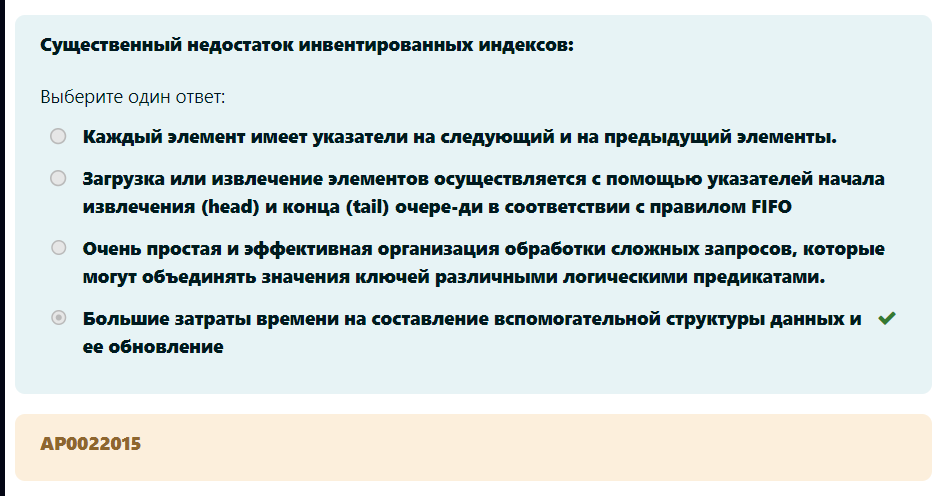 Существенный недостаток инвентированных индексов:
Выберите один ответ:
Каждый элемент имеет указатели на следующий и на предыдущий элементы.
Загрузка или извлечение элементов осуществляется с помощью указателей начала
извлечения (head) и конца (tail) очере-ди в соответствии с правилом FIFO
Очень простая и эффективная организация обработки сложных запросов, которые
могут объединять значения ключей различными логическими предикатами.
Большие затраты времени на составление вспомогательной структуры данных и
ее обновление
AP0022015